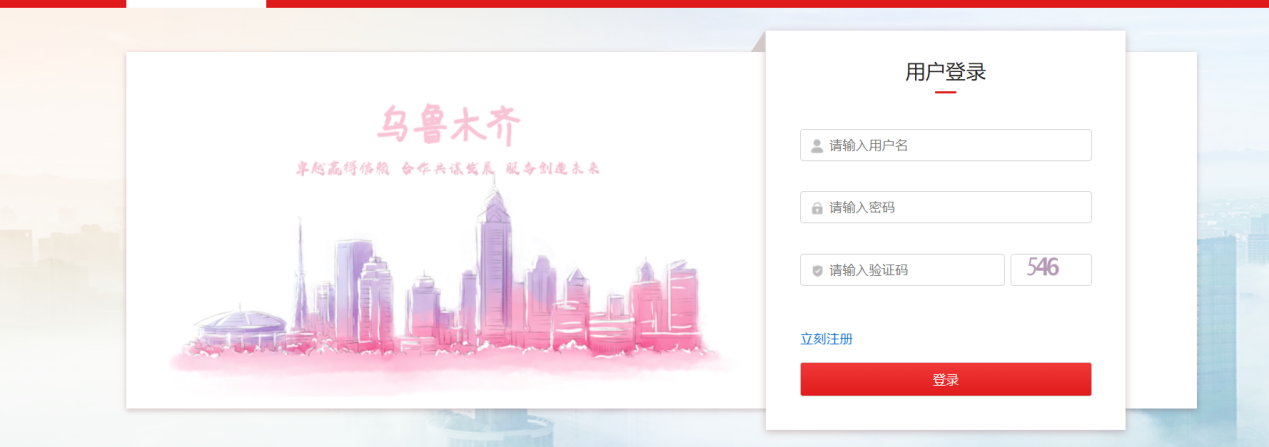 乌鲁木齐
卓越赢得信赖 合作共谋发展 服务创造未来
用户登录
请输入用户名
请输入密码
请输入验证码 546
立刻注册
登录